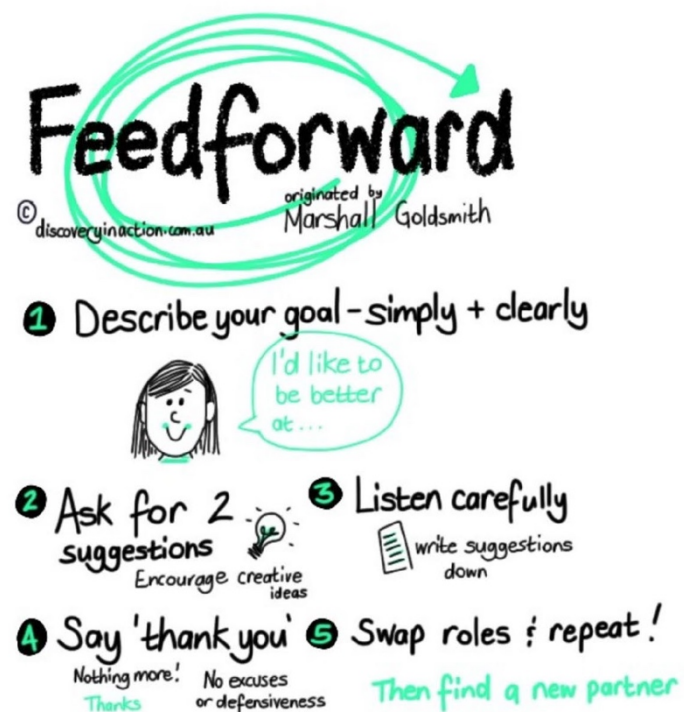 Feedforward
originated by
Marshall Goldsmith
© discoveryinaction.com.au
1 Describe your goal - simply + clearly
I'd like to
be better
at...
2 Ask for 2
suggestions
Encourage creative
ideas
3 Listen carefully
write suggestions
down
4 Say 'thank you'
Nothing more!
Thanks
No excuses
or defensiveness
5 Swap roles & repeat!
Then find a new partner